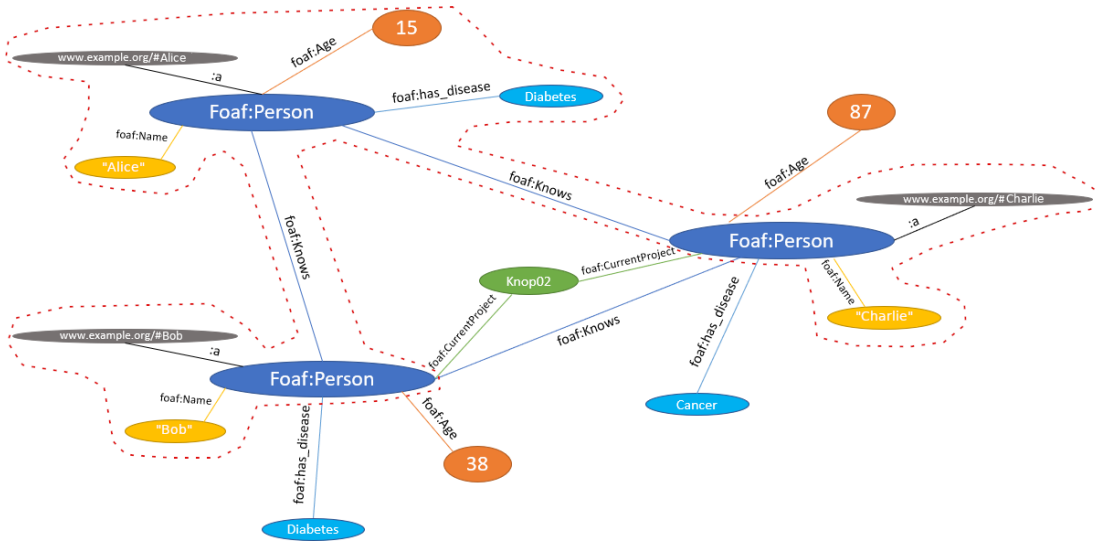 15
www.example.org/#Alice
foaf:Age
:a
foaf:has_disease
Diabetes
Foaf:Person
foaf:Name
"Alice"
87
foaf:Age
foaf:Knows
www.example.org/#Charlie
:a
foaf:Knows
Foaf:Person
foaf:CurrentProject
foaf:Name
Knop02
foaf:has_disease
"Charlie"
foaf:CurrentProject
foaf:Knows
www.example.org/#Bob
:a
Foaf:Person
foaf:Name
"Bob"
foaf:has_disease
foaf:Age
Cancer
38
Diabetes